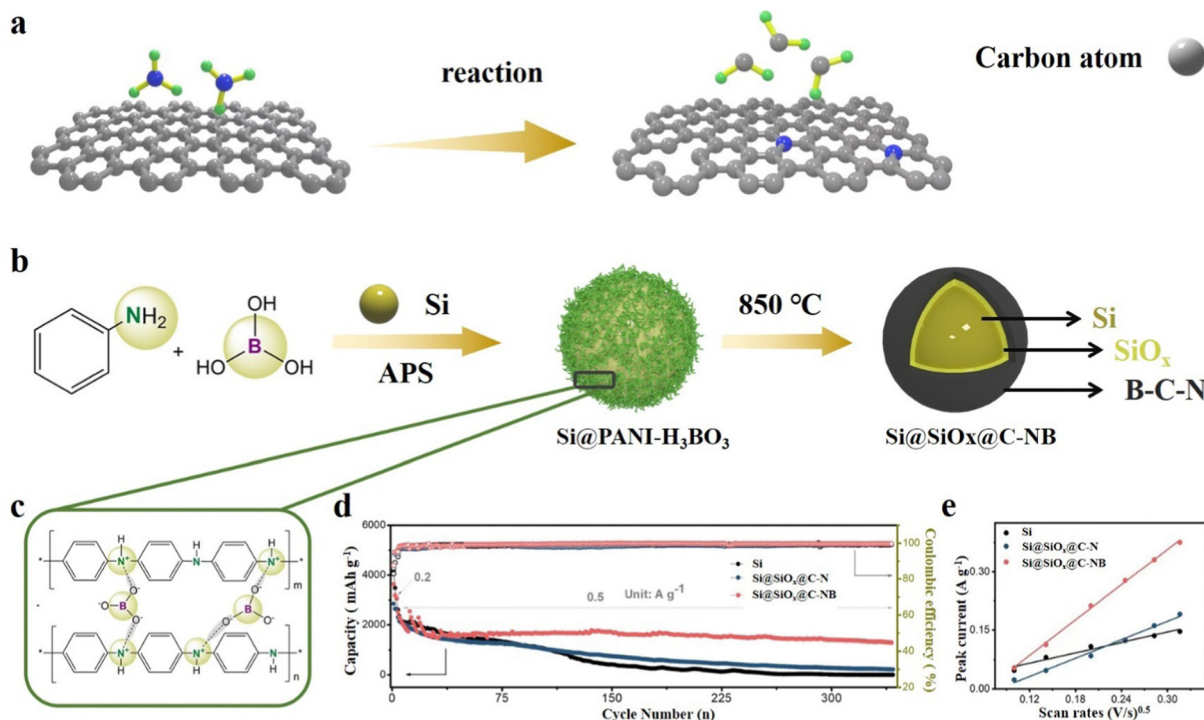 a
reaction
Carbon atom
b
NH₂
+
OH
B
HO
OH
Si
APS
850 ℃
Si
SiOₓ
B-C-N
Si@PANI-H₃BO₃
Si@SiOx@C-NB
c
H
N⁺
H
N
H
N⁺
*
*
m
O⁻
O⁻
⁻O
B
O⁻
B
O⁻
O
O⁻
*
*
N⁺
H
N⁺
H
N
H
n
d
Capacity ( mAh g⁻¹)
6000
5000
4000
3000
2000
1000
0
0.2
0.5
Unit: A g⁻¹
Si
Si@SiOₓ@C-N
Si@SiOₓ@C-NB
100
80
60
40
20
Coulombic efficiency ( %)
0
75
150
225
300
Cycle Number (n)
e
Si
Si@SiOₓ@C-N
Si@SiOₓ@C-NB
Peak current (A g⁻¹)
0.30
0.15
0.00
0.12
0.18
0.24
0.30
Scan rates (V/s)⁰·⁵